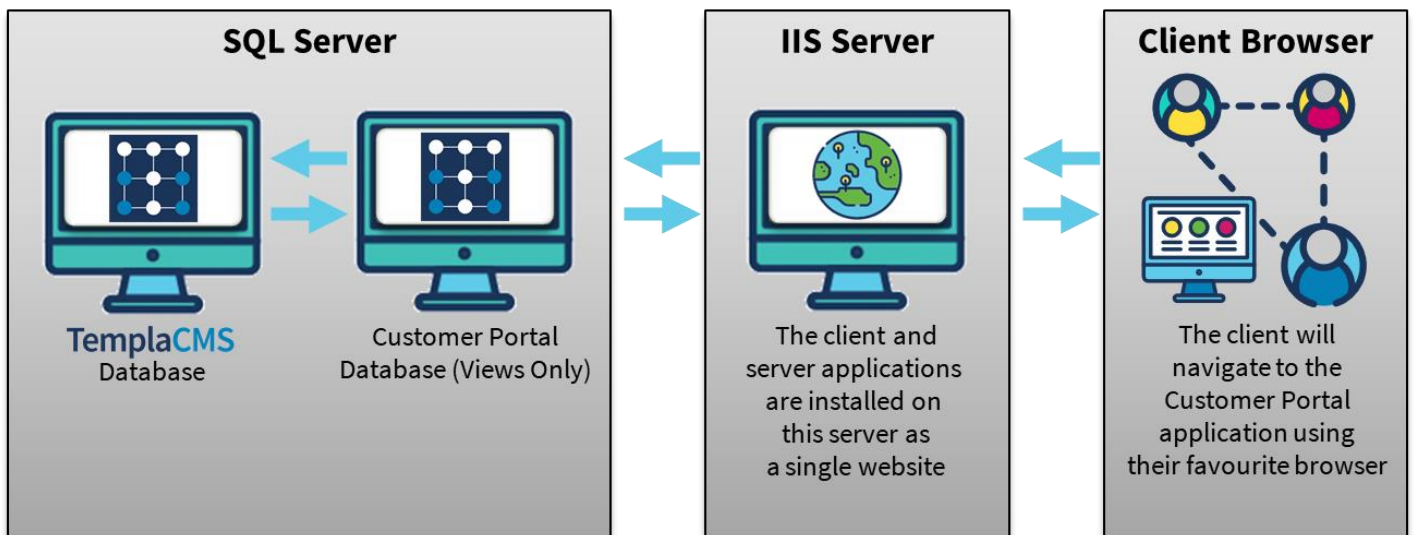 SQL Server
TemplaCMS
Database
Customer Portal
Database (Views Only)
IIS Server
The client and
server applications
are installed on
this server as
a single website
Client Browser
The client will
navigate to the
Customer Portal
application using
their favourite browser